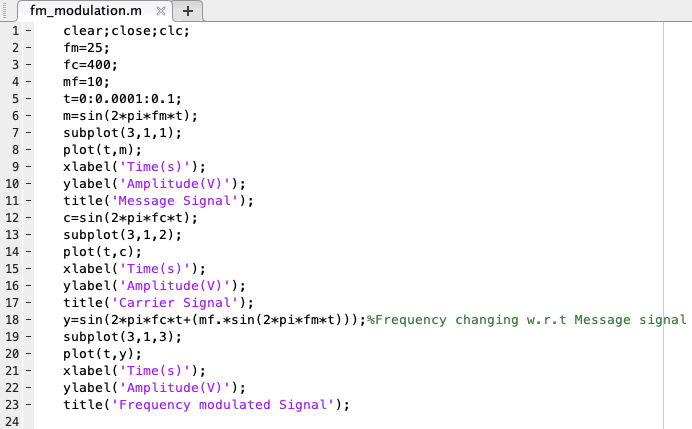 fm_modulation.m × +
1 - clear;close;clc;
2 - fm=25;
3 - fc=400;
4 - mf=10;
5 - t=0:0.0001:0.1;
6 - m=sin(2*pi*fm*t);
7 - subplot(3,1,1);
8 - plot(t,m);
9 - xlabel('Time(s)');
10 - ylabel('Amplitude(V)');
11 - title('Message Signal');
12 - c=sin(2*pi*fc*t);
13 - subplot(3,1,2);
14 - plot(t,c);
15 - xlabel('Time(s)');
16 - ylabel('Amplitude(V)');
17 - title('Carrier Signal');
18 - y=sin(2*pi*fc*t+(mf.*sin(2*pi*fm*t)));%Frequency changing w.r.t Message signal
19 - subplot(3,1,3);
20 - plot(t,y);
21 - xlabel('Time(s)');
22 - ylabel('Amplitude(V)');
23 - title('Frequency modulated Signal');
24